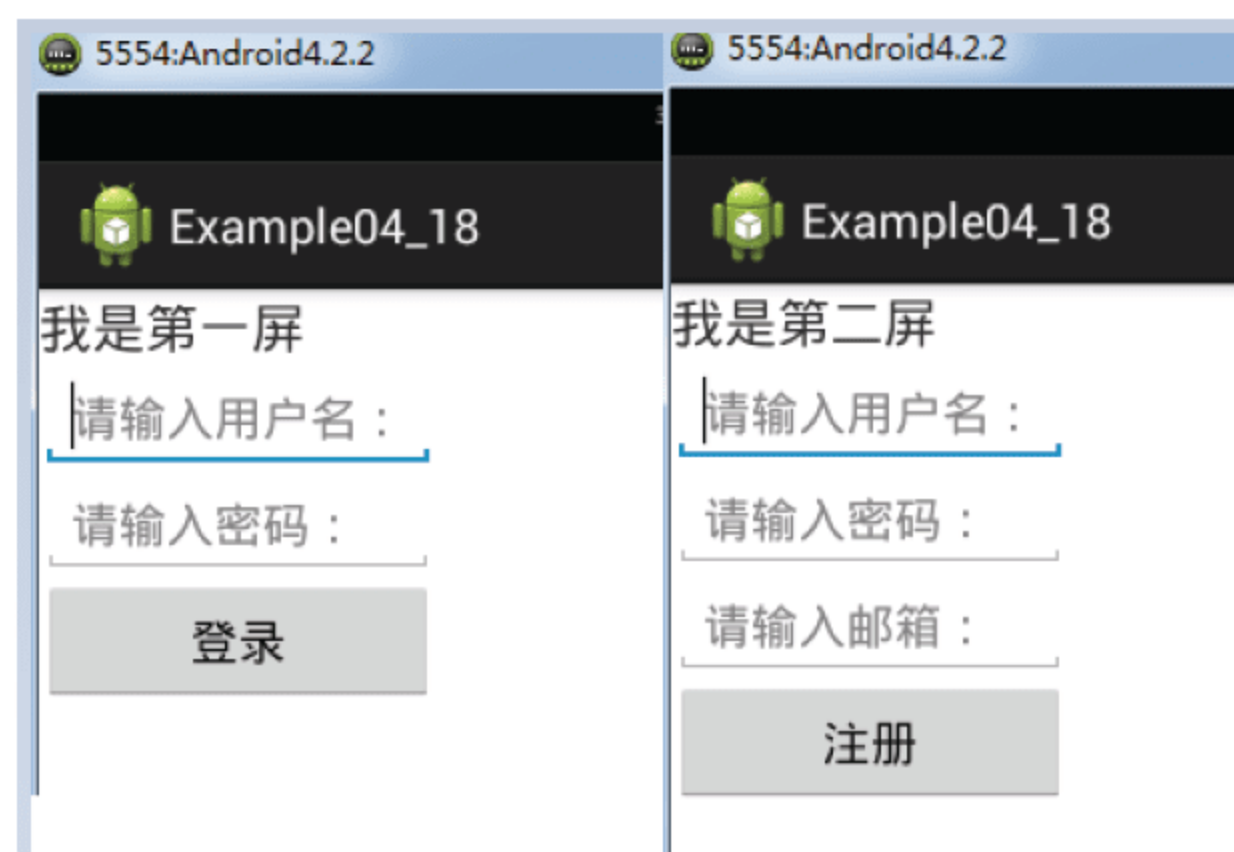 5554:Android4.2.2
Example04_18
我是第一屏
请输入用户名：
请输入密码：
登录
5554:Android4.2.2
Example04_18
我是第二屏
请输入用户名：
请输入密码：
请输入邮箱：
注册